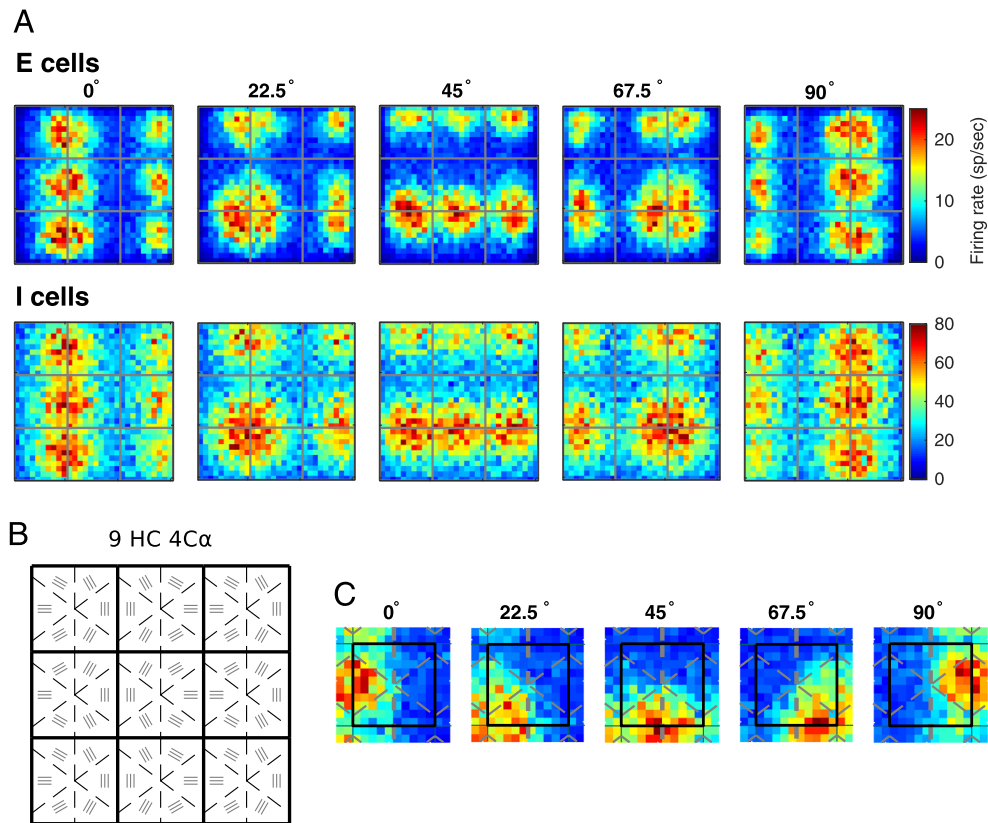 A
E cells
0° 22.5° 45° 67.5° 90°
20
10
0
Firing rate (sp/sec)
I cells
80
60
40
20
0
B
9 HC 4Cα
C
0° 22.5° 45° 67.5° 90°